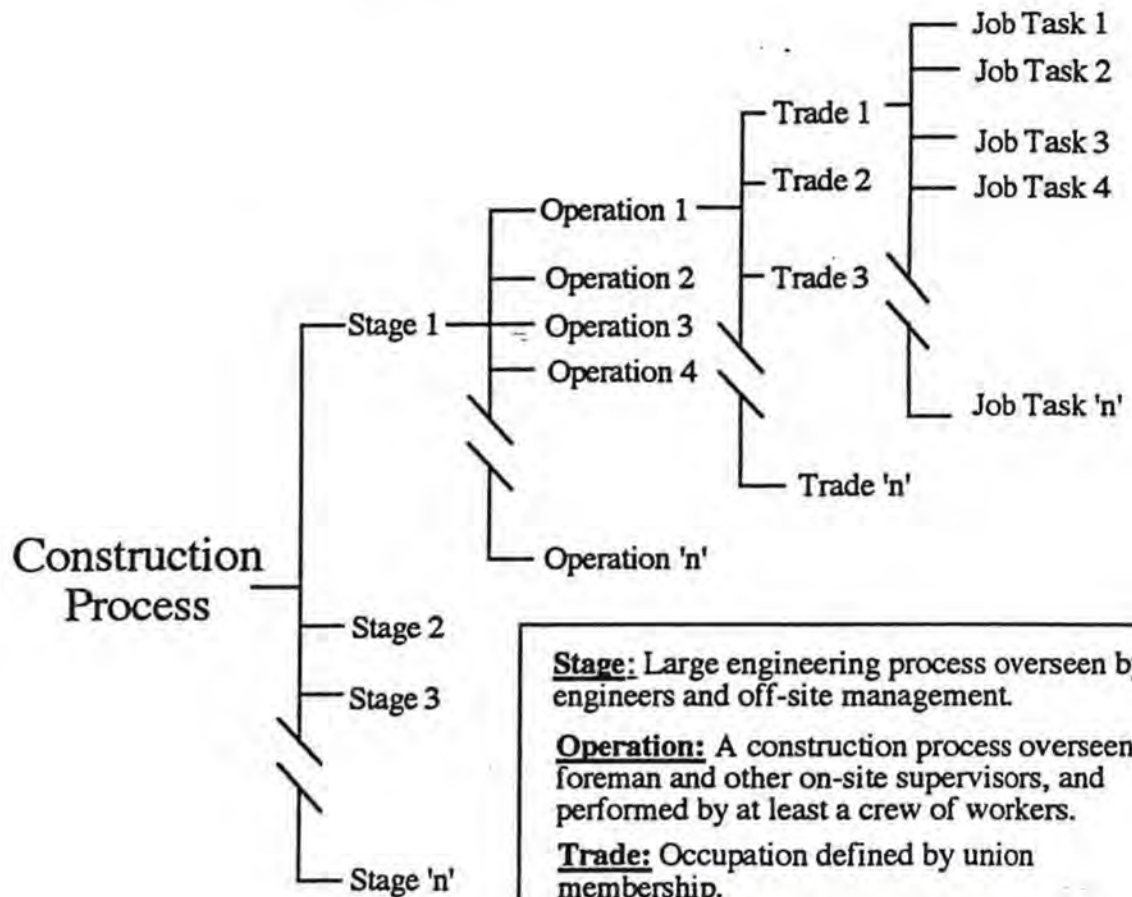 Construction
Process
Stage 1
Stage 2
Stage 3
Stage 'n'
Operation 1
Operation 2
Operation 3
Operation 4
Operation 'n'
Trade 1
Trade 2
Trade 3
Trade 'n'
Job Task 1
Job Task 2
Job Task 3
Job Task 4
Job Task 'n'
Stage: Large engineering process overseen
engineers and off-site management.
Operation: A construction process overseen
foreman and other on-site supervisors, and
performed by at least a crew of workers.
Trade: Occupation defined by union
membership.